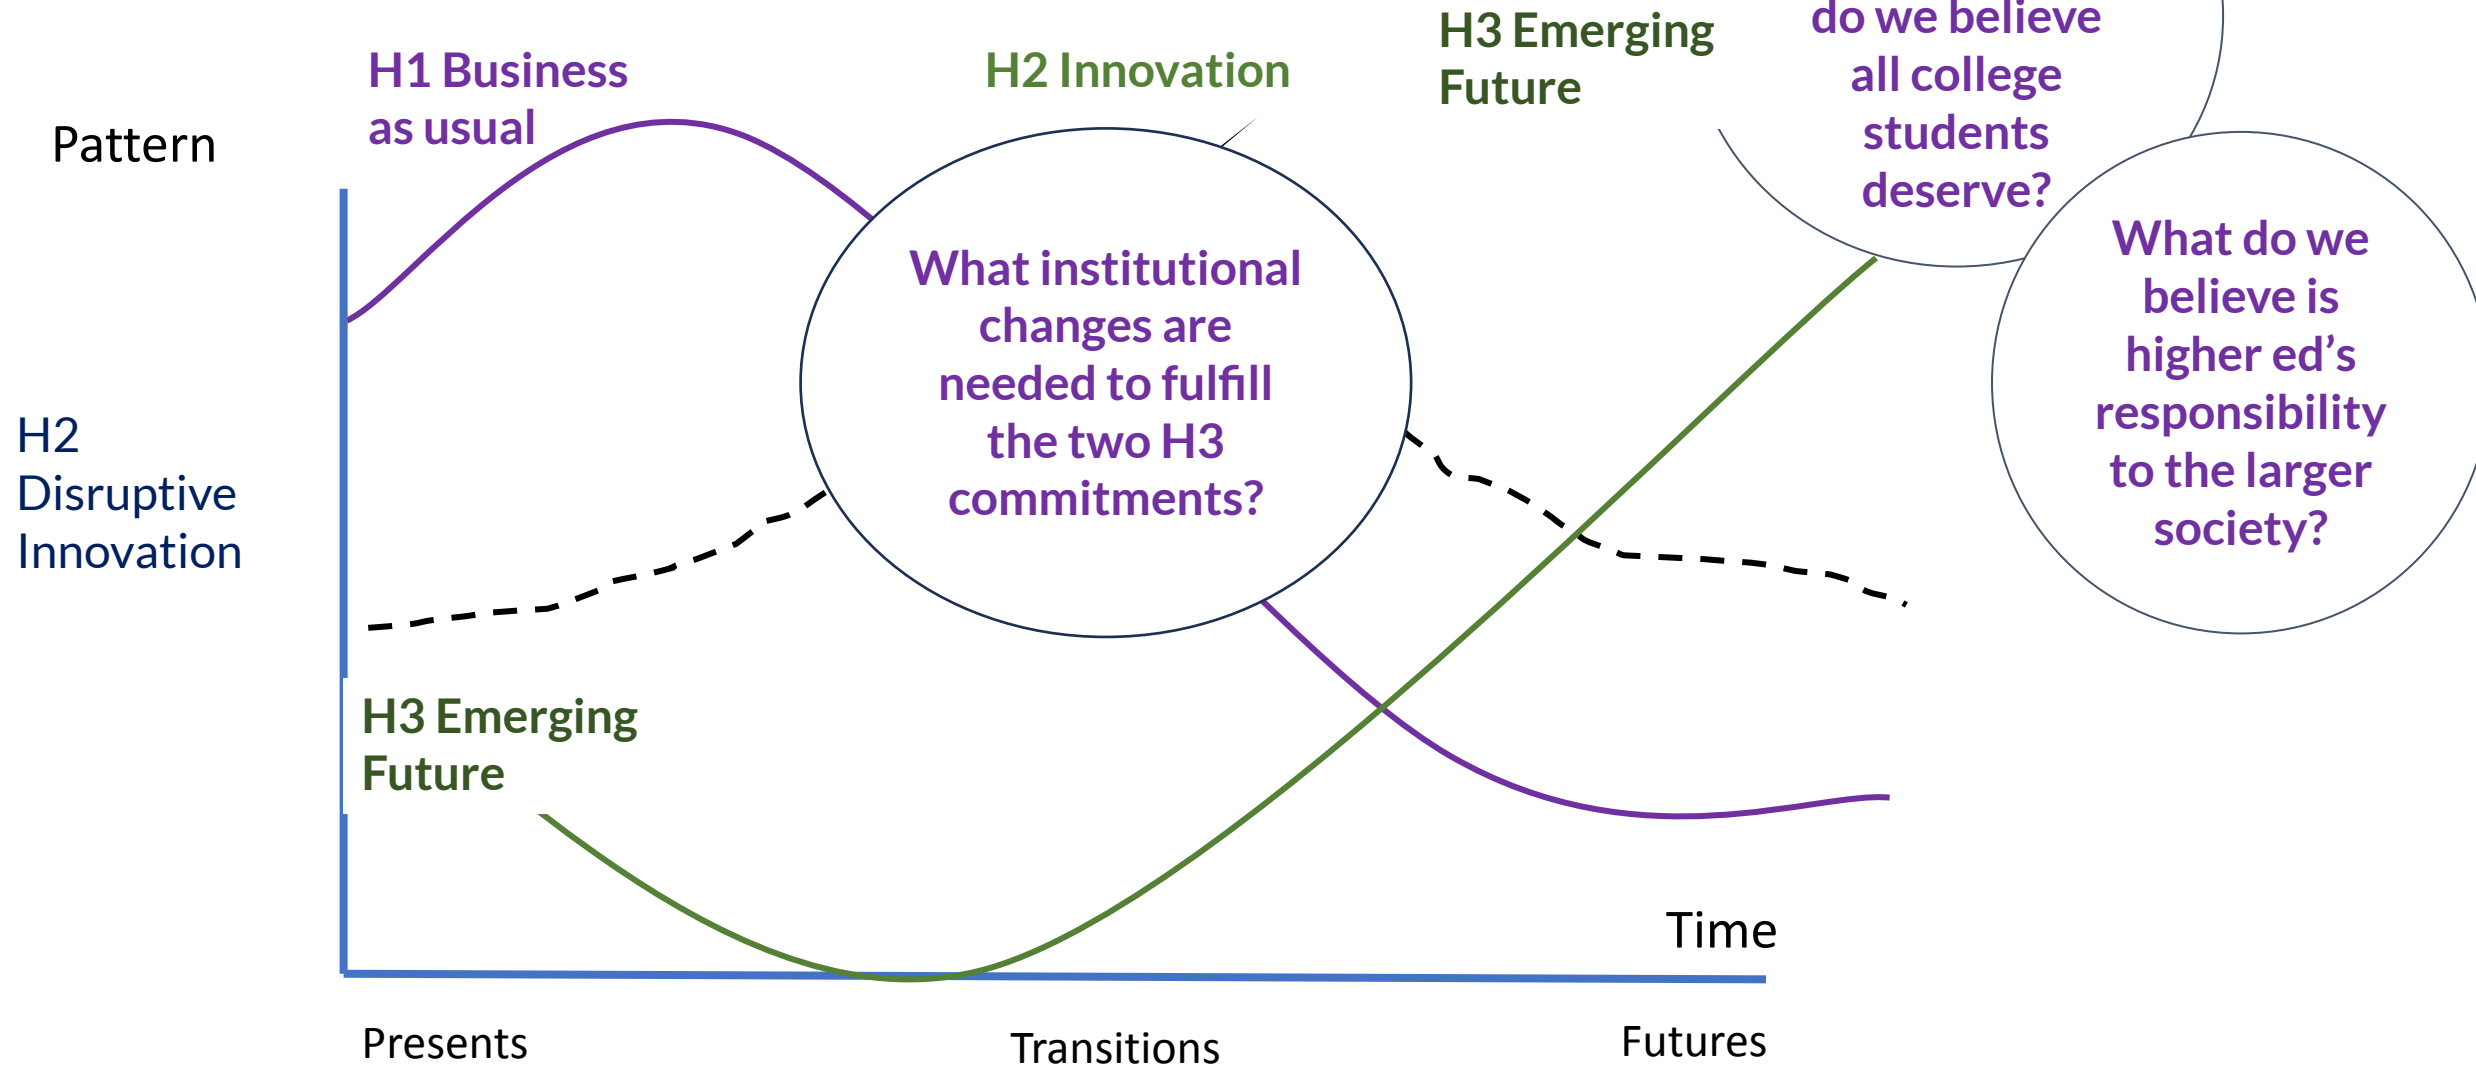 H1 Business
as usual
H2 Innovation
H3 Emerging
Future
do we believe
all college
students
deserve?
Pattern
What institutional
changes are
needed to fulfill
the two H3
commitments?
What do we
believe is
higher ed’s
responsibility
to the larger
society?
H2
Disruptive
Innovation
H3 Emerging
Future
Time
Presents
Transitions
Futures